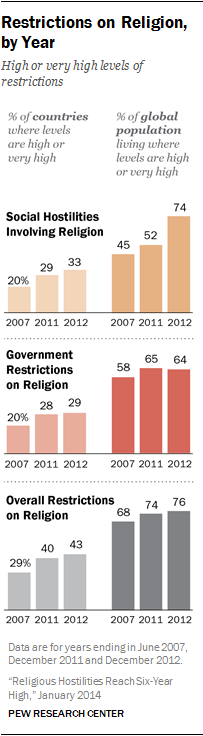 Restrictions on Religion,
by Year
High or very high levels of
restrictions
% of countries
where levels
are high or
very high
% of global
population
living where
levels are high
or very high
Social Hostilities
Involving Religion
20%
29
33
45
52
74
2007 2011 2012
2007 2011 2012
Government
Restrictions
on Religion
20%
28
29
58
65
64
2007 2011 2012
2007 2011 2012
Overall Restrictions
on Religion
29%
40
43
68
74
76
2007 2011 2012
2007 2011 2012
Data are for years ending in June 2007,
December 2011 and December 2012.
“Religious Hostilities Reach Six-Year
High,” January 2014
PEW RESEARCH CENTER